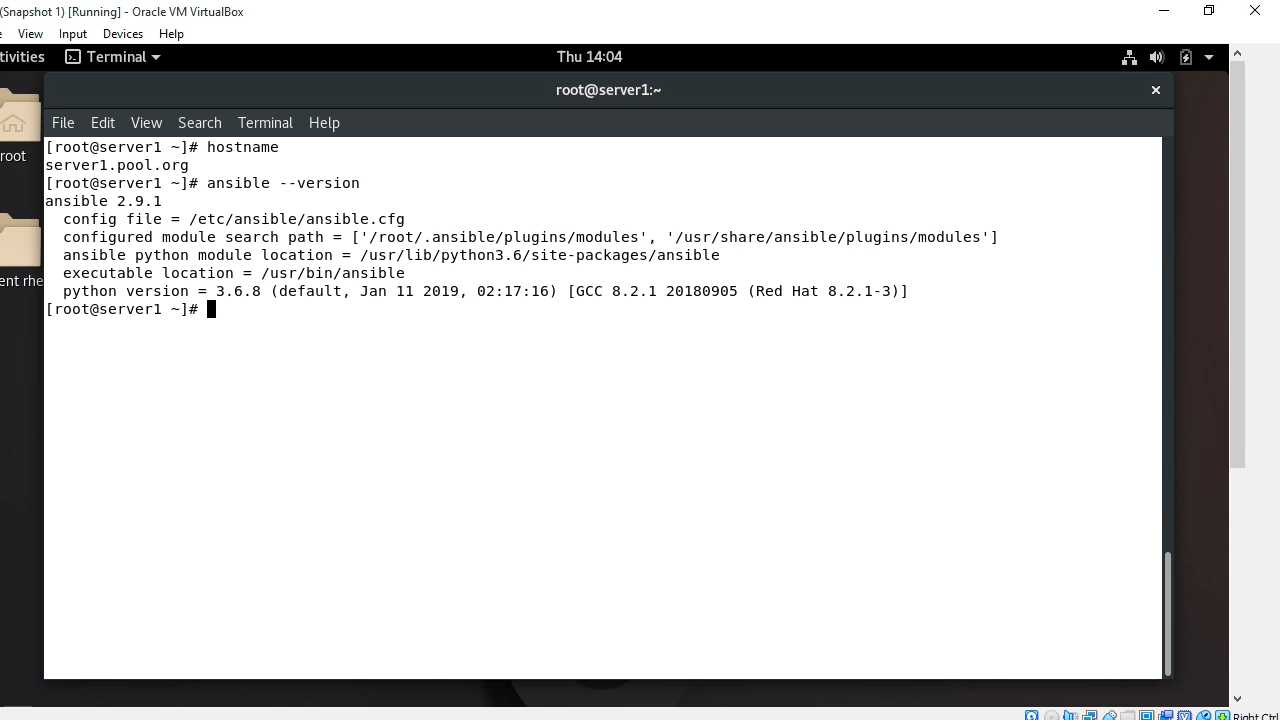 (Snapshot 1) [Running] - Oracle VM VirtualBox
View Input Devices Help
tivities Terminal Thu 14:04
root@server1:~
File Edit View Search Terminal Help
[root@server1 ~]# hostname
server1.pool.org
[root@server1 ~]# ansible --version
ansible 2.9.1
config file = /etc/ansible/ansible.cfg
configured module search path = ['/root/.ansible/plugins/modules', '/usr/share/ansible/plugins/modules']
ansible python module location = /usr/lib/python3.6/site-packages/ansible
executable location = /usr/bin/ansible
python version = 3.6.8 (default, Jan 11 2019, 02:17:16) [GCC 8.2.1 20180905 (Red Hat 8.2.1-3)]
[root@server1 ~]#
root
ent rhe
Right Ctrl